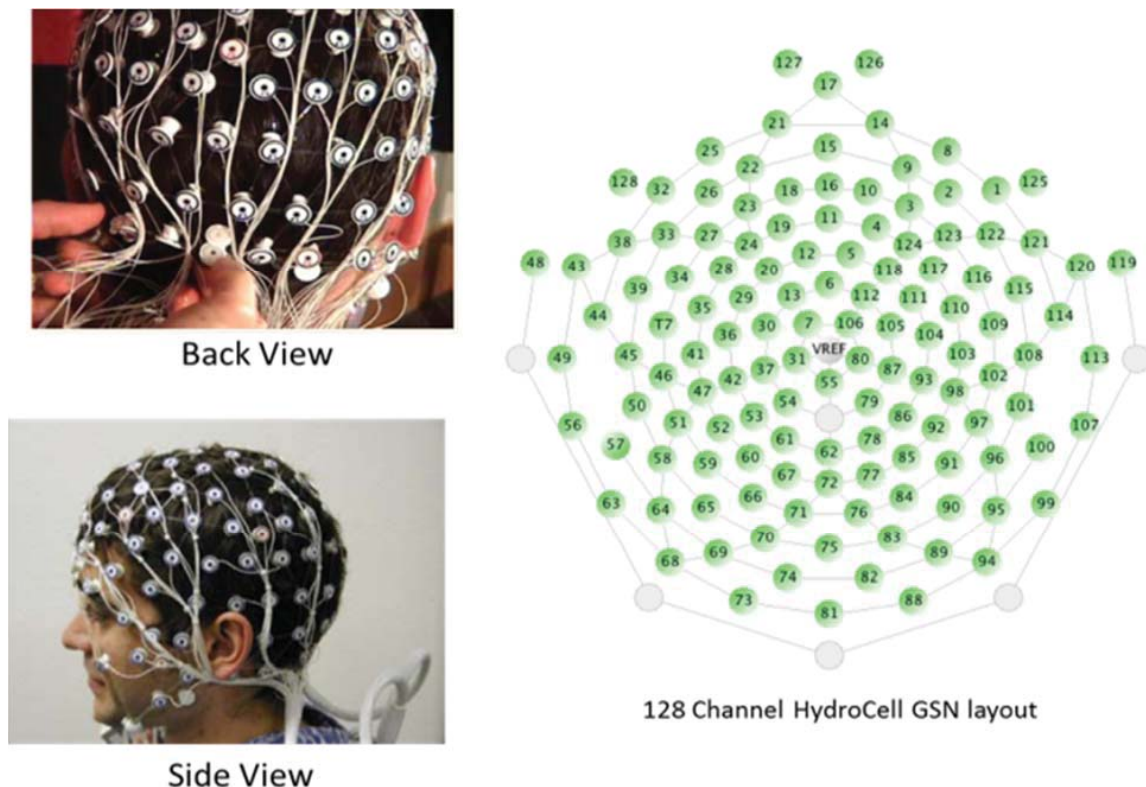 Back View
Side View
127 126
17
21 14
25 15 8
22 9
128 32 26 18 16 10 2 1 125
23 3
19 11 4
38 33 27 24 124 123 122 121
48 43 12 5 120 119
34 28 20 118 117 116
39 29 13 6 112 111 110 115
44 35 114
T7 30 7 106 105 104 109
36
49 45 41 31 VREF 80 103 108 113
46 37 87 102
47 42 55 93 98
50 54 79 101
56 51 53 86 97 107
57 52 61 78 92 100
58 60 62 85 96
59 67 72 77 91
63 66 84 99
64 65 71 76 90 95
70 83
68 69 75 89 94
74 82
73 81 88
128 Channel HydroCell GSN layout